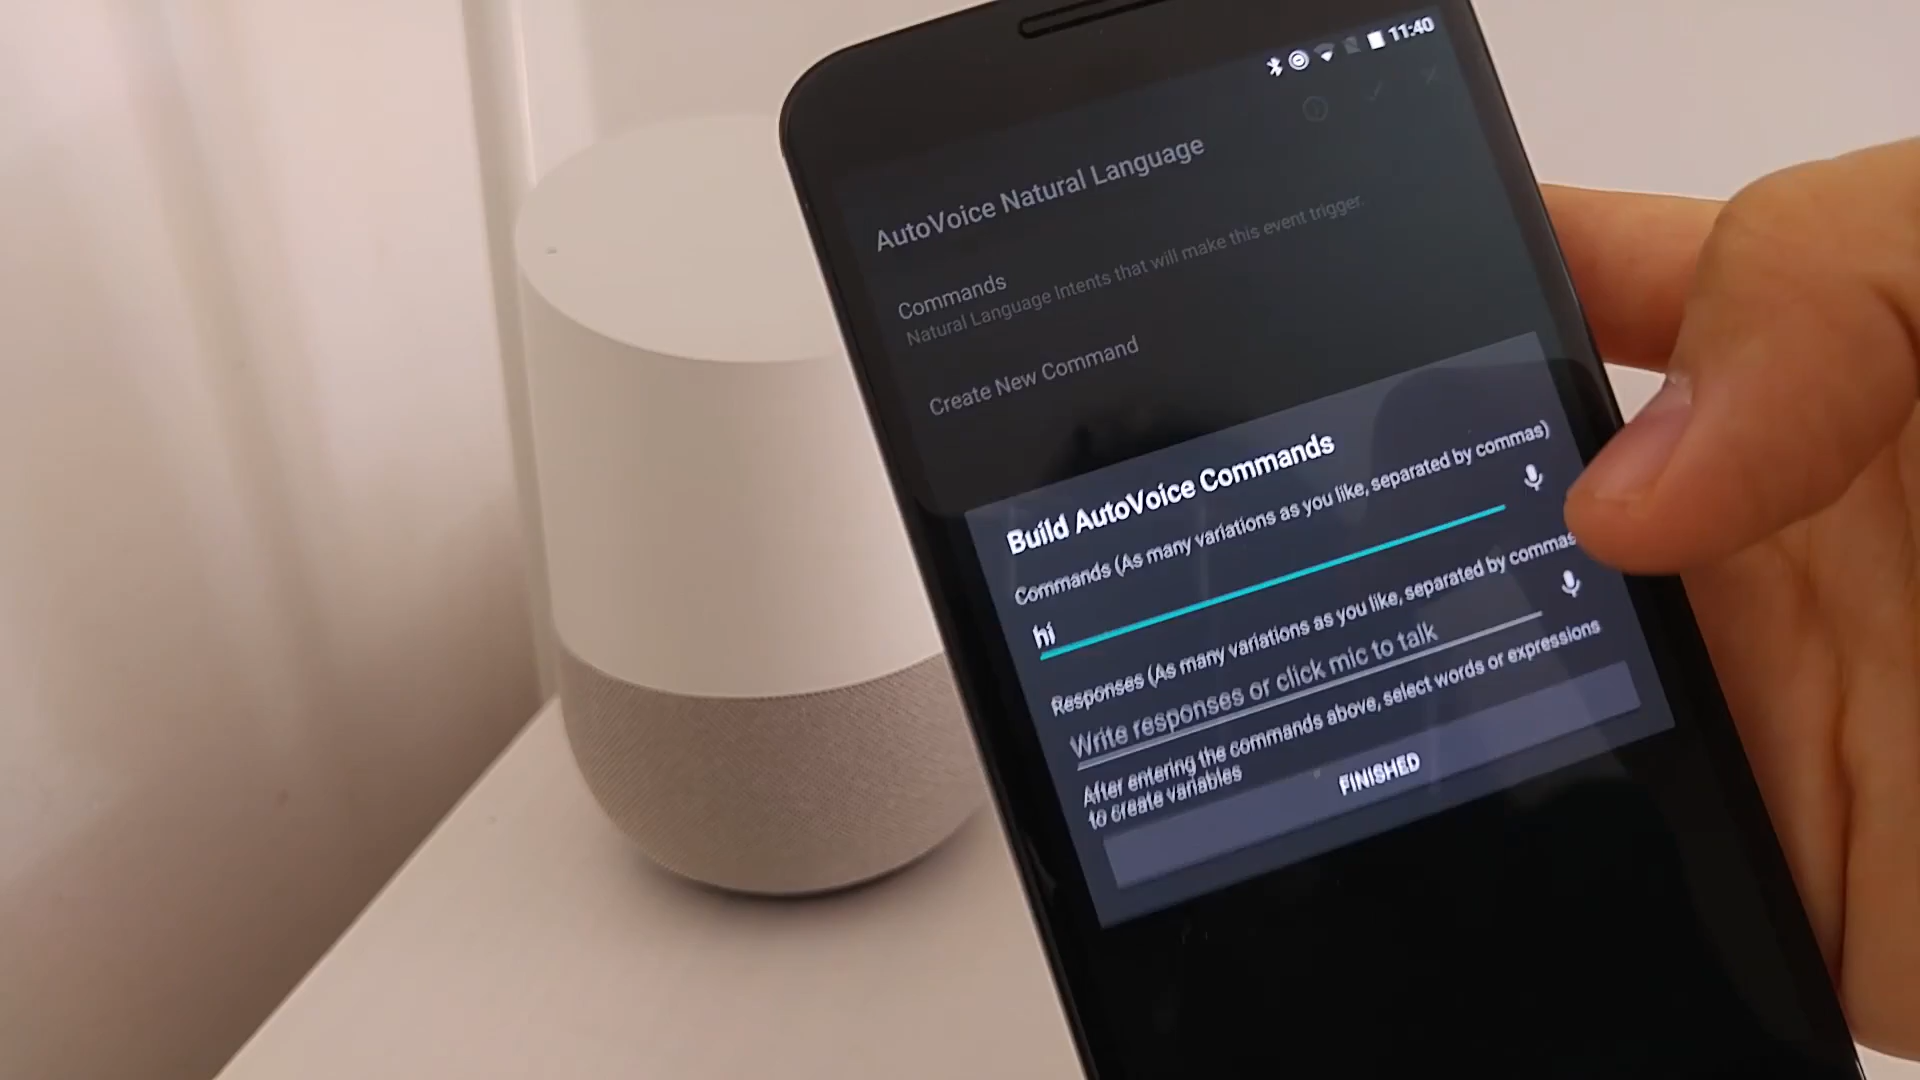 11:40
AutoVoice Natural Language
Commands
Natural Language Intents that will make this event trigger.
Create New Command
Build AutoVoice Commands
Commands (As many variations as you like, separated by commas)
hi
Responses (As many variations as you like, separated by commas
Write responses or click mic to talk
After entering the commands above, select words or expressions
to create variables
FINISHED